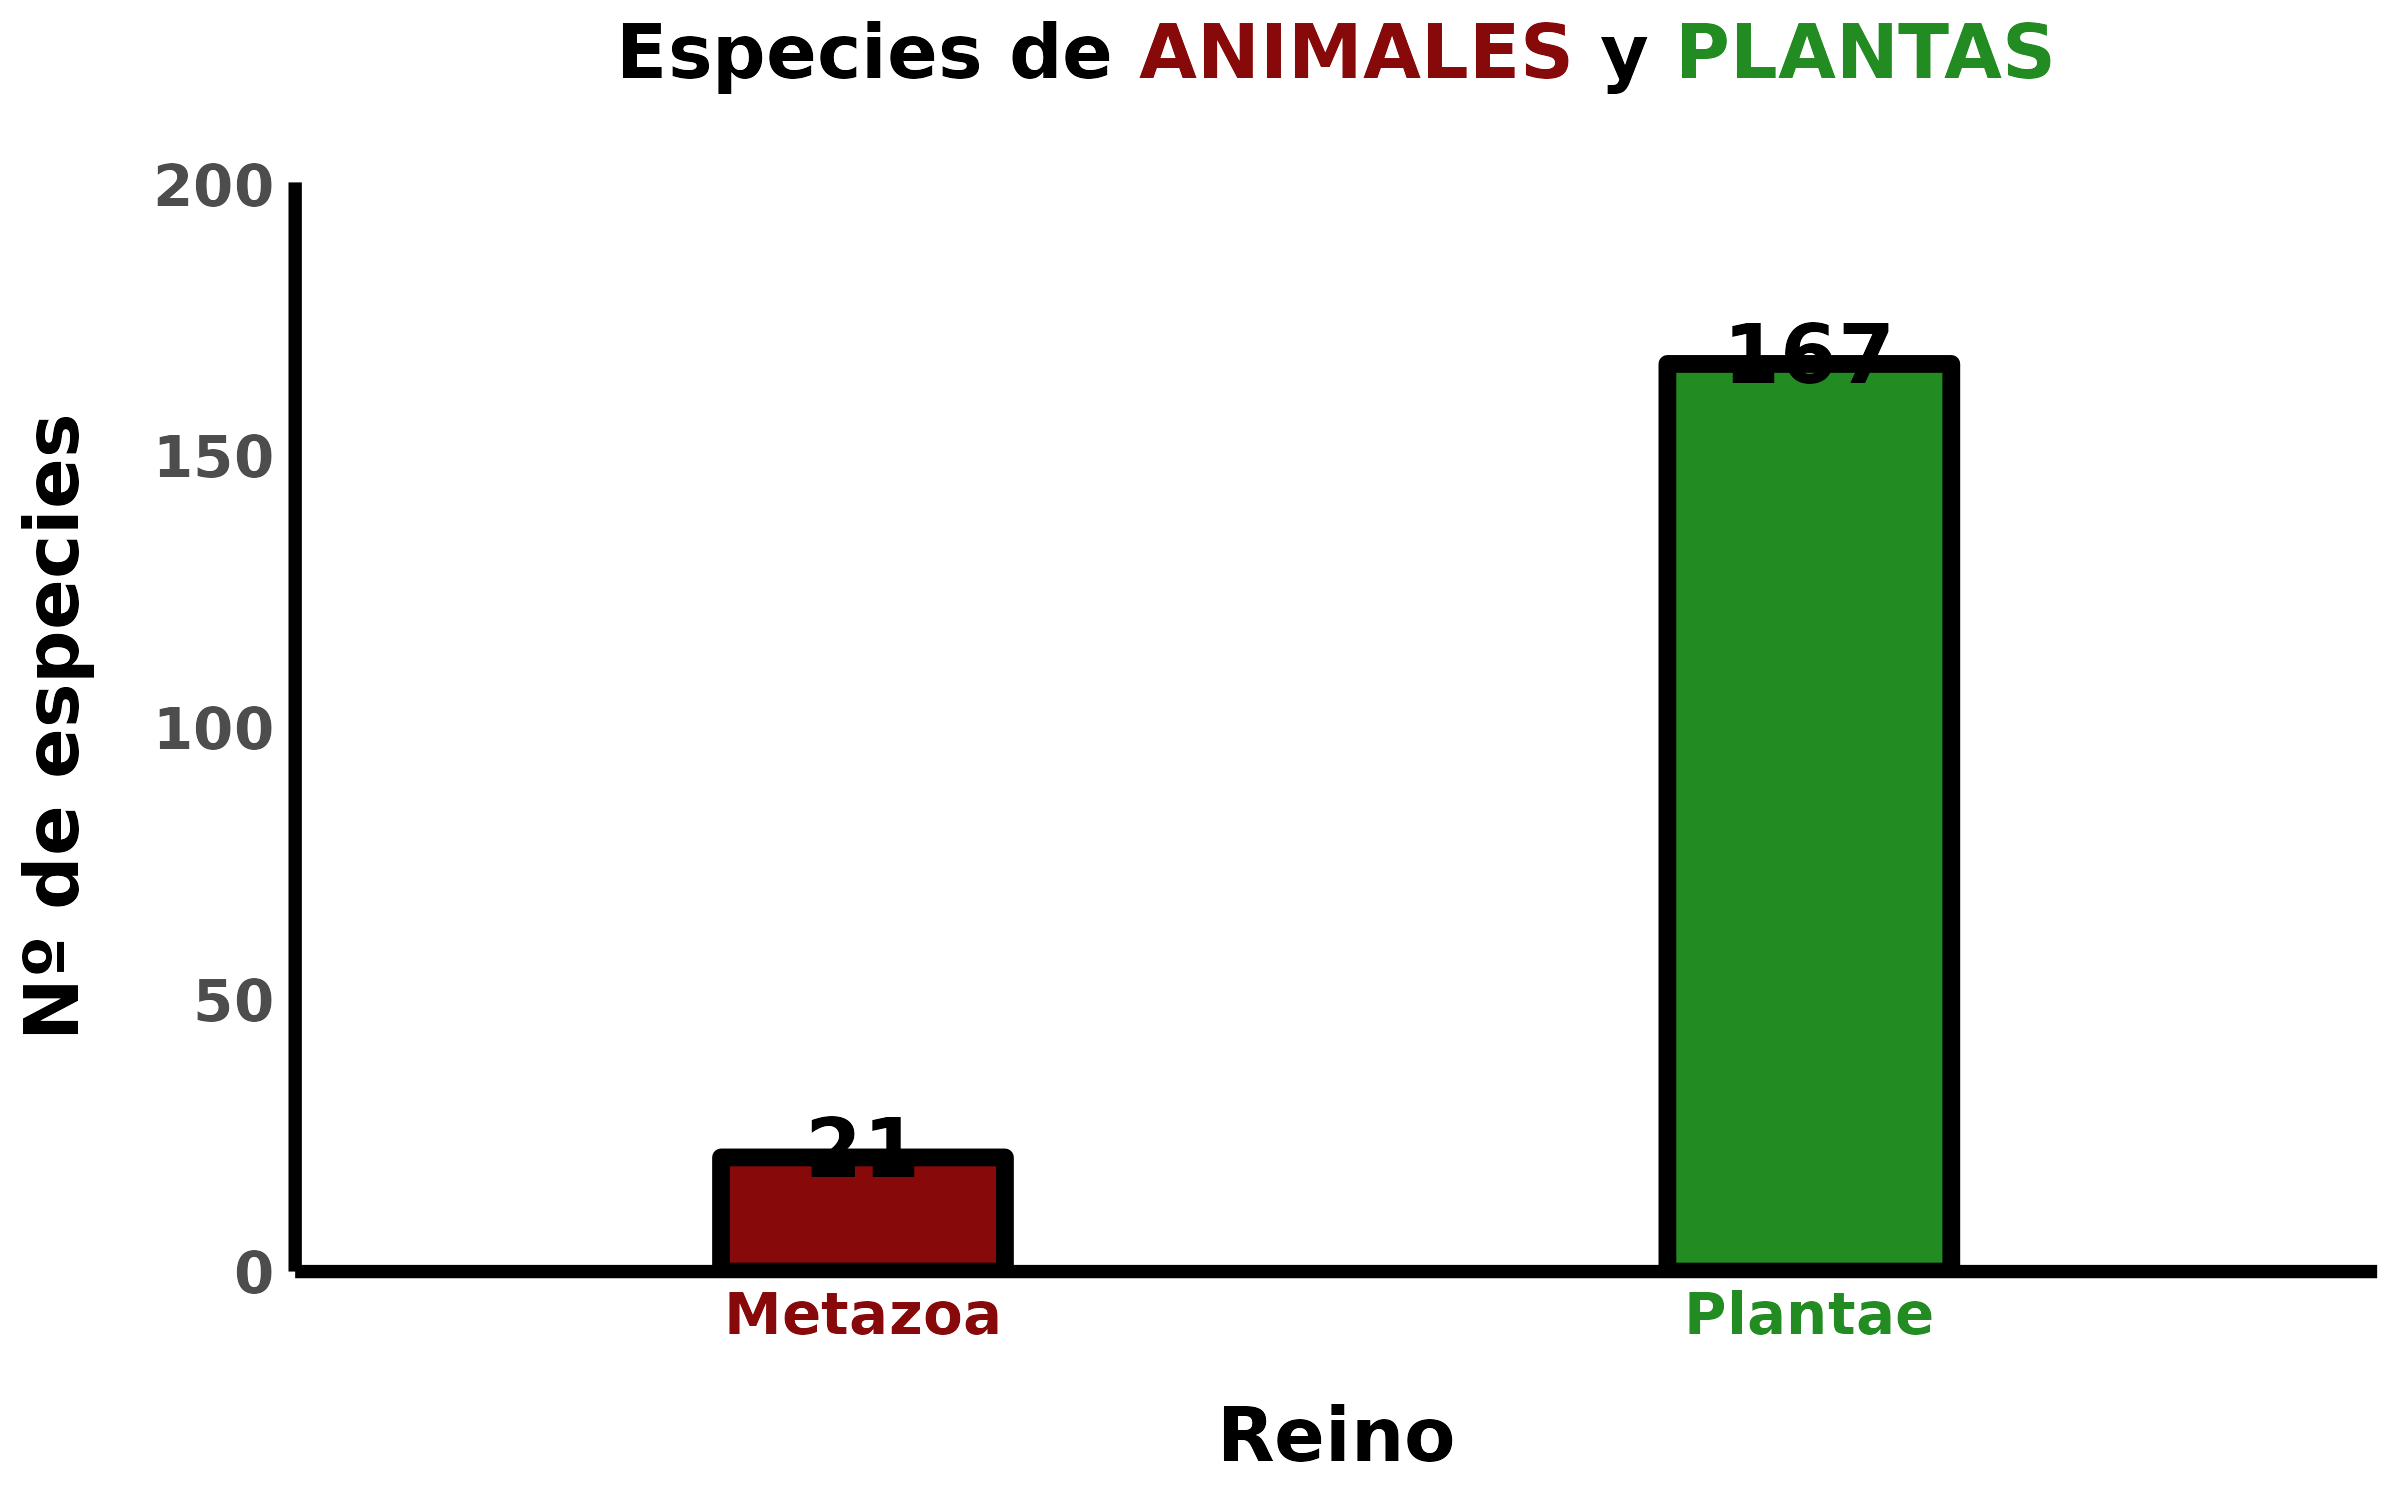 Especies de ANIMALES y PLANTAS
200
150
100
50
0
Nº de especies
21
167
Metazoa
Plantae
Reino